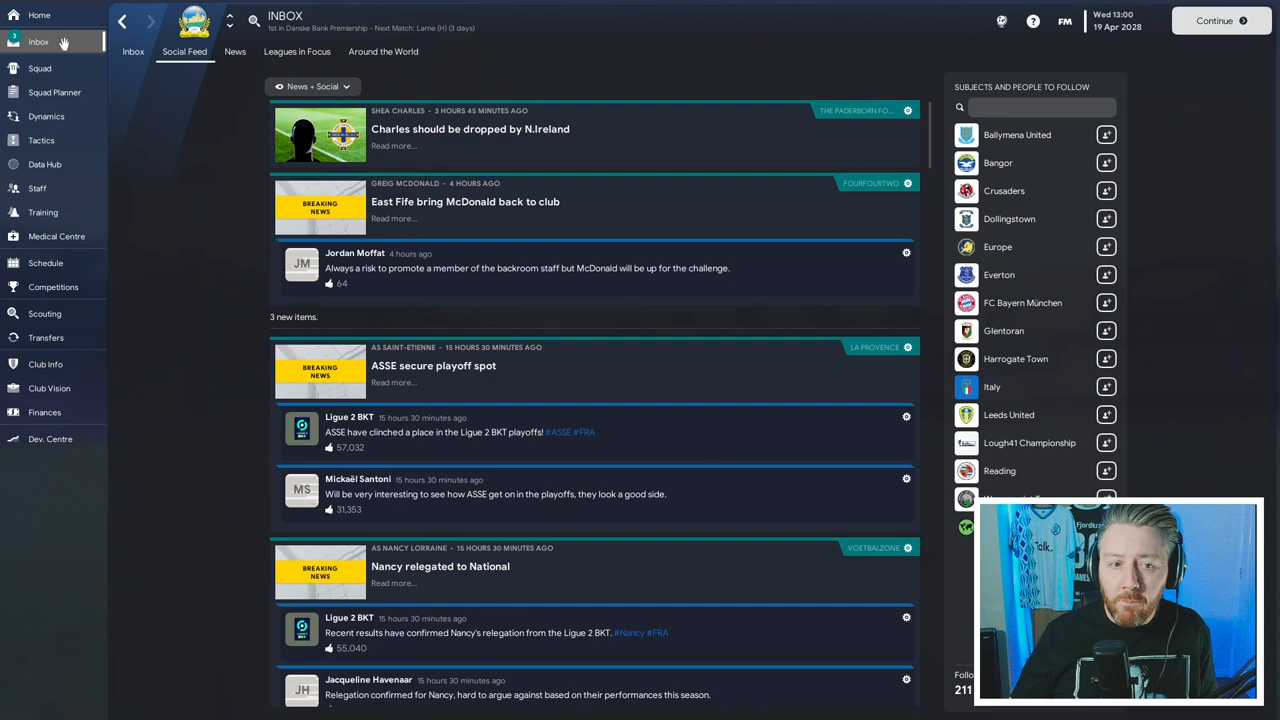 Home
3
Inbox
Squad
Squad Planner
Dynamics
Tactics
Data Hub
Staff
Training
Medical Centre
Schedule
Competitions
Scouting
Transfers
Club Info
Club Vision
Finances
Dev. Centre
INBOX
1st in Danske Bank Premiership - Next Match: Larne (H) (3 days)
FM
Wed 13:00
19 Apr 2028
Continue
Inbox
Social Feed
News
Leagues in Focus
Around the World
News + Social
SHEA CHARLES - 3 HOURS 45 MINUTES AGO
THE PADERBORN FO...
Charles should be dropped by N.Ireland
Read more...
GREIG MCDONALD - 4 HOURS AGO
FOURFOURTWO
BREAKING
NEWS
East Fife bring McDonald back to club
Read more...
JM
Jordan Moffat 4 hours ago
Always a risk to promote a member of the backroom staff but McDonald will be up for the challenge.
64
3 new items.
AS SAINT-ETIENNE - 15 HOURS 30 MINUTES AGO
LA PROVENCE
BREAKING
NEWS
ASSE secure playoff spot
Read more...
Ligue 2 BKT 15 hours 30 minutes ago
ASSE have clinched a place in the Ligue 2 BKT playoffs! #ASSE #FRA
57,032
MS
Mickaël Santoni 15 hours 30 minutes ago
Will be very interesting to see how ASSE get on in the playoffs, they look a good side.
31,353
AS NANCY LORRAINE - 15 HOURS 30 MINUTES AGO
VOETBALZONE
BREAKING
NEWS
Nancy relegated to National
Read more...
Ligue 2 BKT 15 hours 30 minutes ago
Recent results have confirmed Nancy's relegation from the Ligue 2 BKT. #Nancy #FRA
55,040
JH
Jacqueline Havenaar 15 hours 30 minutes ago
Relegation confirmed for Nancy, hard to argue against based on their performances this season.
SUBJECTS AND PEOPLE TO FOLLOW
Ballymena United
Bangor
Crusaders
Dollingstown
Europe
Everton
FC Bayern München
Glentoran
Harrogate Town
Italy
Leeds United
Lough41 Championship
Reading
Follo
211
Talk.
Fjordkra
JAMES